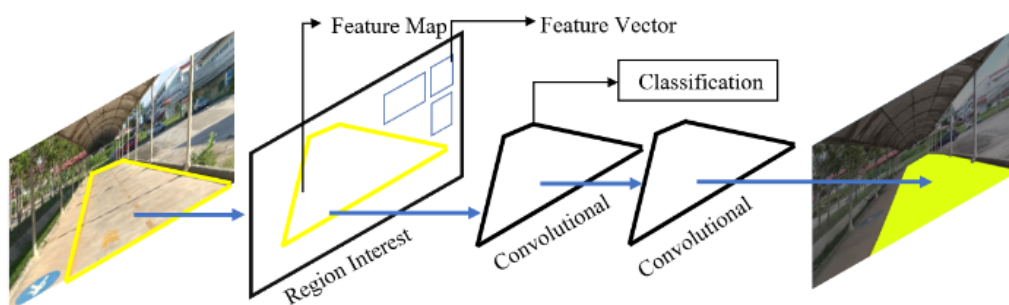 Feature Map
Feature Vector
Classification
Region Interest
Convolutional
Convolutional